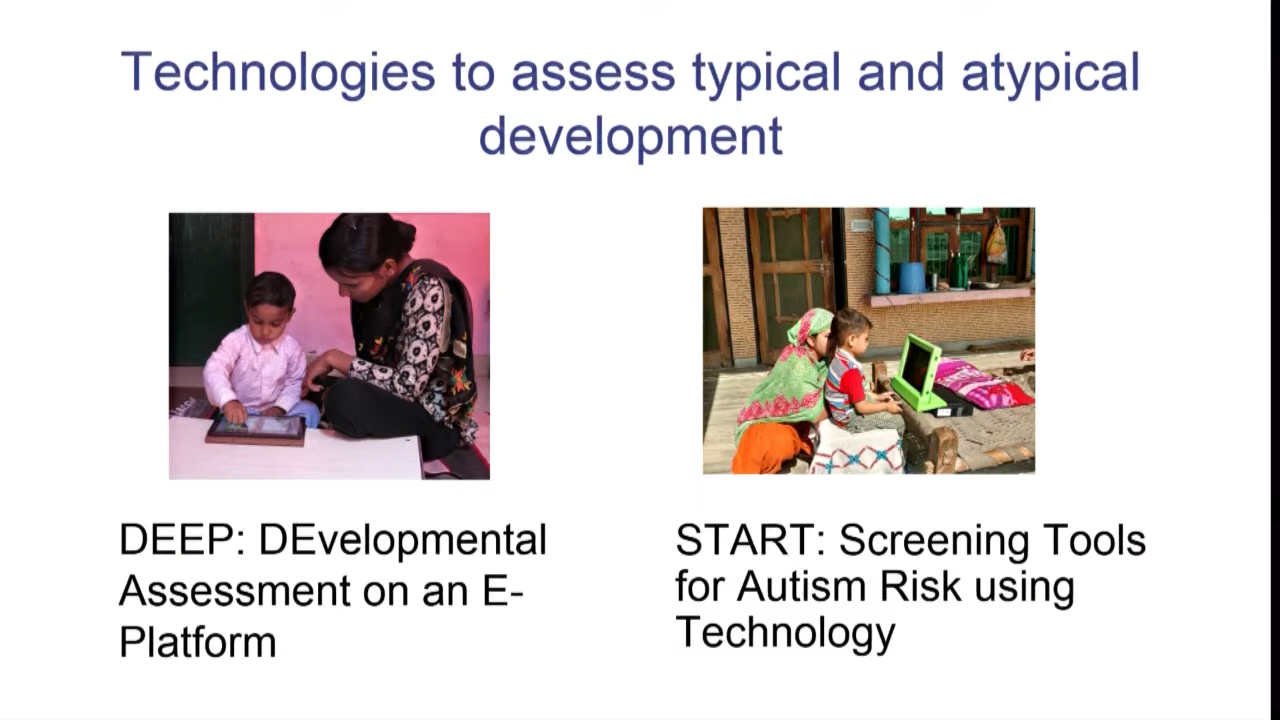 Technologies to assess typical and atypical
development
DEEP: DEvelopmental
Assessment on an E-
Platform
START: Screening Tools
for Autism Risk using
Technology